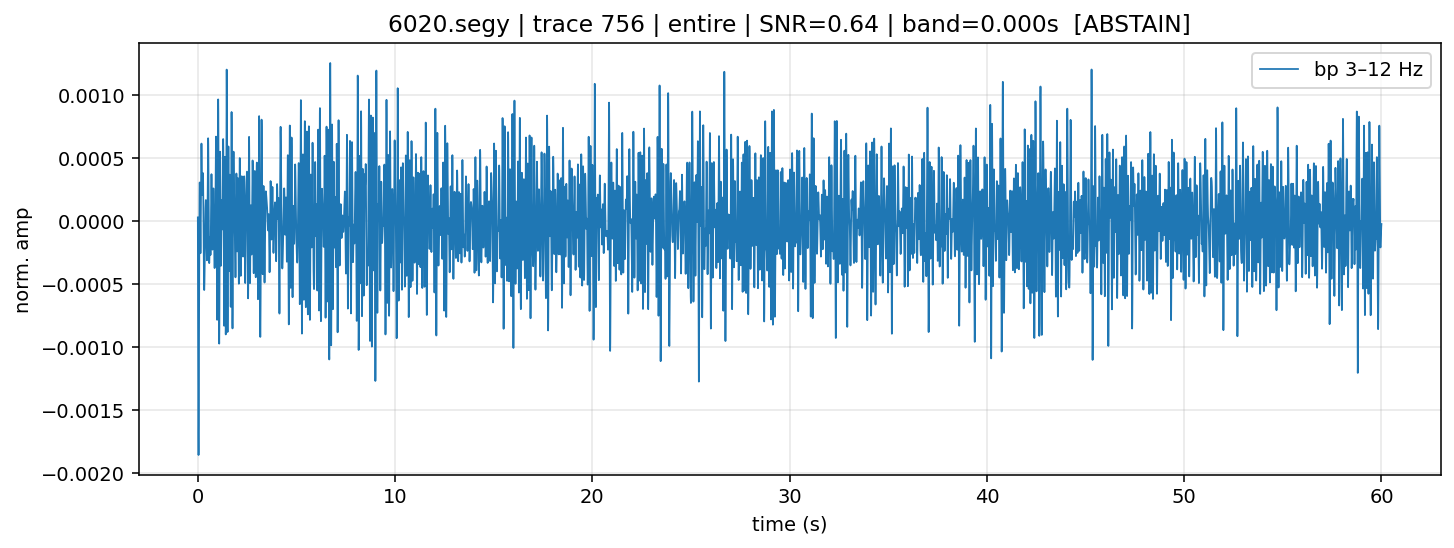 6020.segy | trace 756 | entire | SNR=0.64 | band=0.000s  [ABSTAIN]
bp 3–12 Hz
norm. amp
0.0010
0.0005
0.0000
−0.0005
−0.0010
−0.0015
−0.0020
0 10 20 30 40 50 60
time (s)